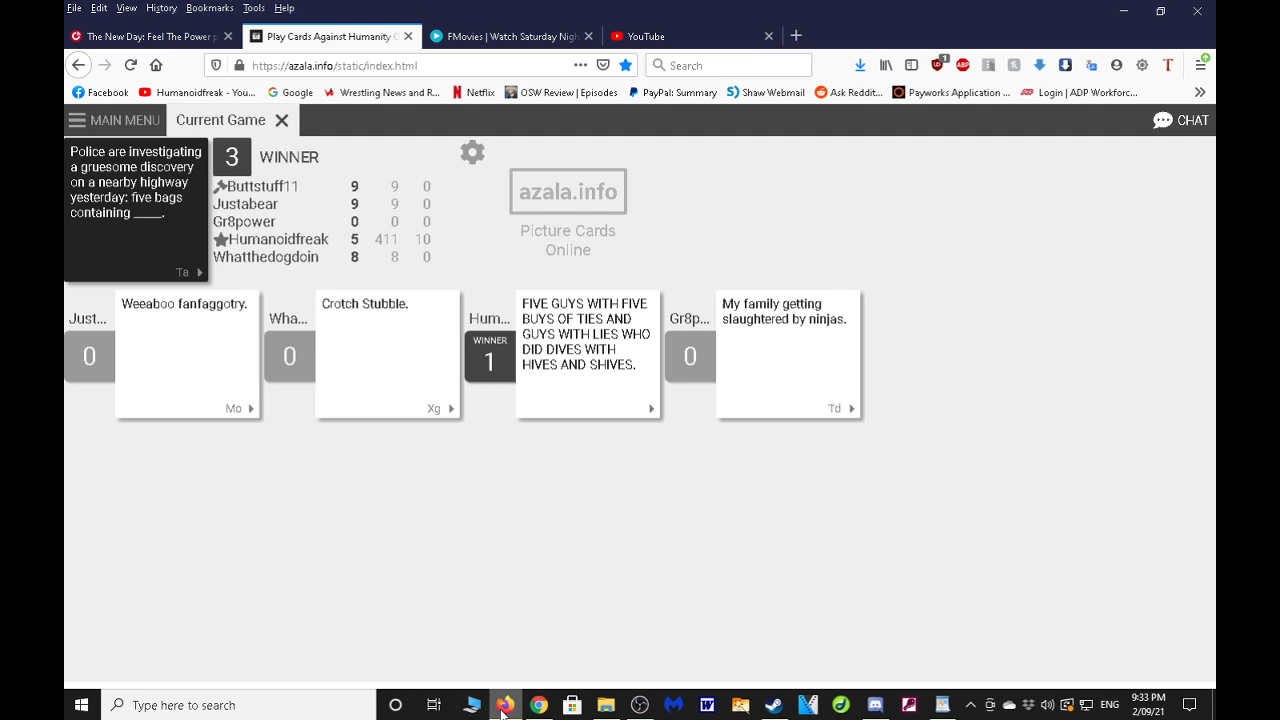 File Edit View History Bookmarks Tools Help
The New Day: Feel The Power p
Play Cards Against Humanity O
FMovies | Watch Saturday Nigh
YouTube
https://azala.info/static/index.html
Search
1
Facebook
Humanoidfreak - You...
Google
Wrestling News and R...
Netflix
OSW Review | Episodes
PayPal: Summary
Shaw Webmail
Ask Reddit...
Payworks Application ...
Login | ADP Workforc...
MAIN MENU
Current Game
CHAT
Police are investigating
a gruesome discovery
on a nearby highway
yesterday: five bags
containing _____.
Ta
3 WINNER
Buttstuff11 9 9 0
Justabear 9 9 0
Gr8power 0 0 0
Humanoidfreak 5 411 10
Whatthedogdoin 8 8 0
azala.info
Picture Cards
Online
Just...
0
Weeaboo fanfaggotry.
Mo
Wha...
0
Crotch Stubble.
Xg
Hum...
WINNER
1
FIVE GUYS WITH FIVE
BUYS OF TIES AND
GUYS WITH LIES WHO
DID DIVES WITH
HIVES AND SHIVES.
Gr8p...
0
My family getting
slaughtered by ninjas.
Td
Type here to search
ENG
9:33 PM
2/09/21